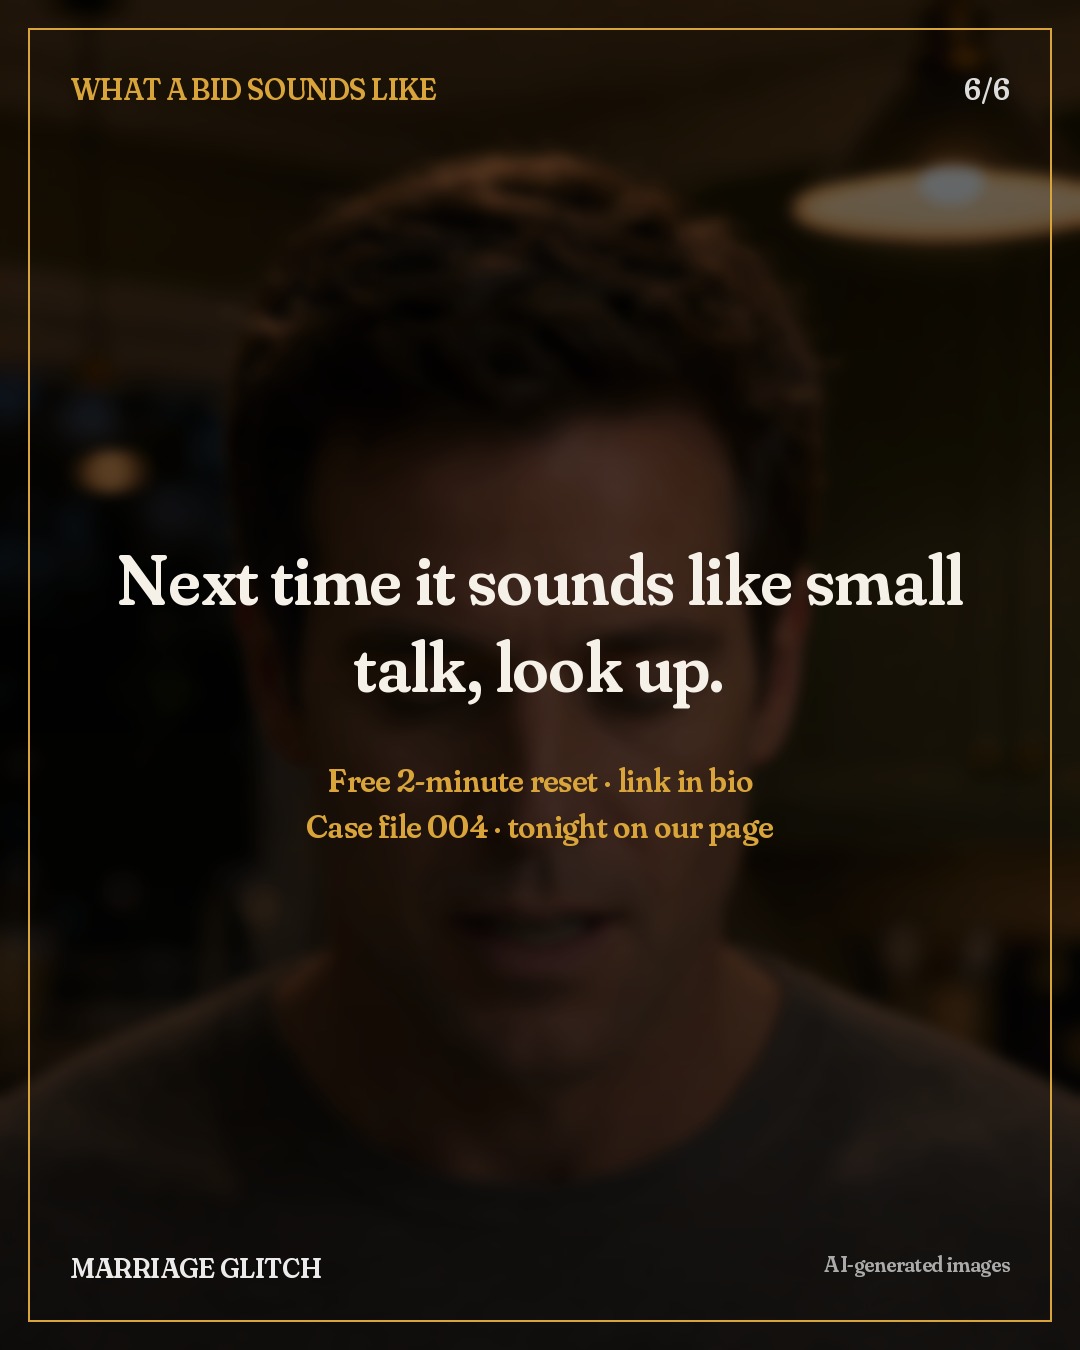 WHAT A BID SOUNDS LIKE
6/6
Next time it sounds like small
talk, look up.
Free 2-minute reset · link in bio
Case file 004 · tonight on our page
MARRIAGE GLITCH
AI-generated images